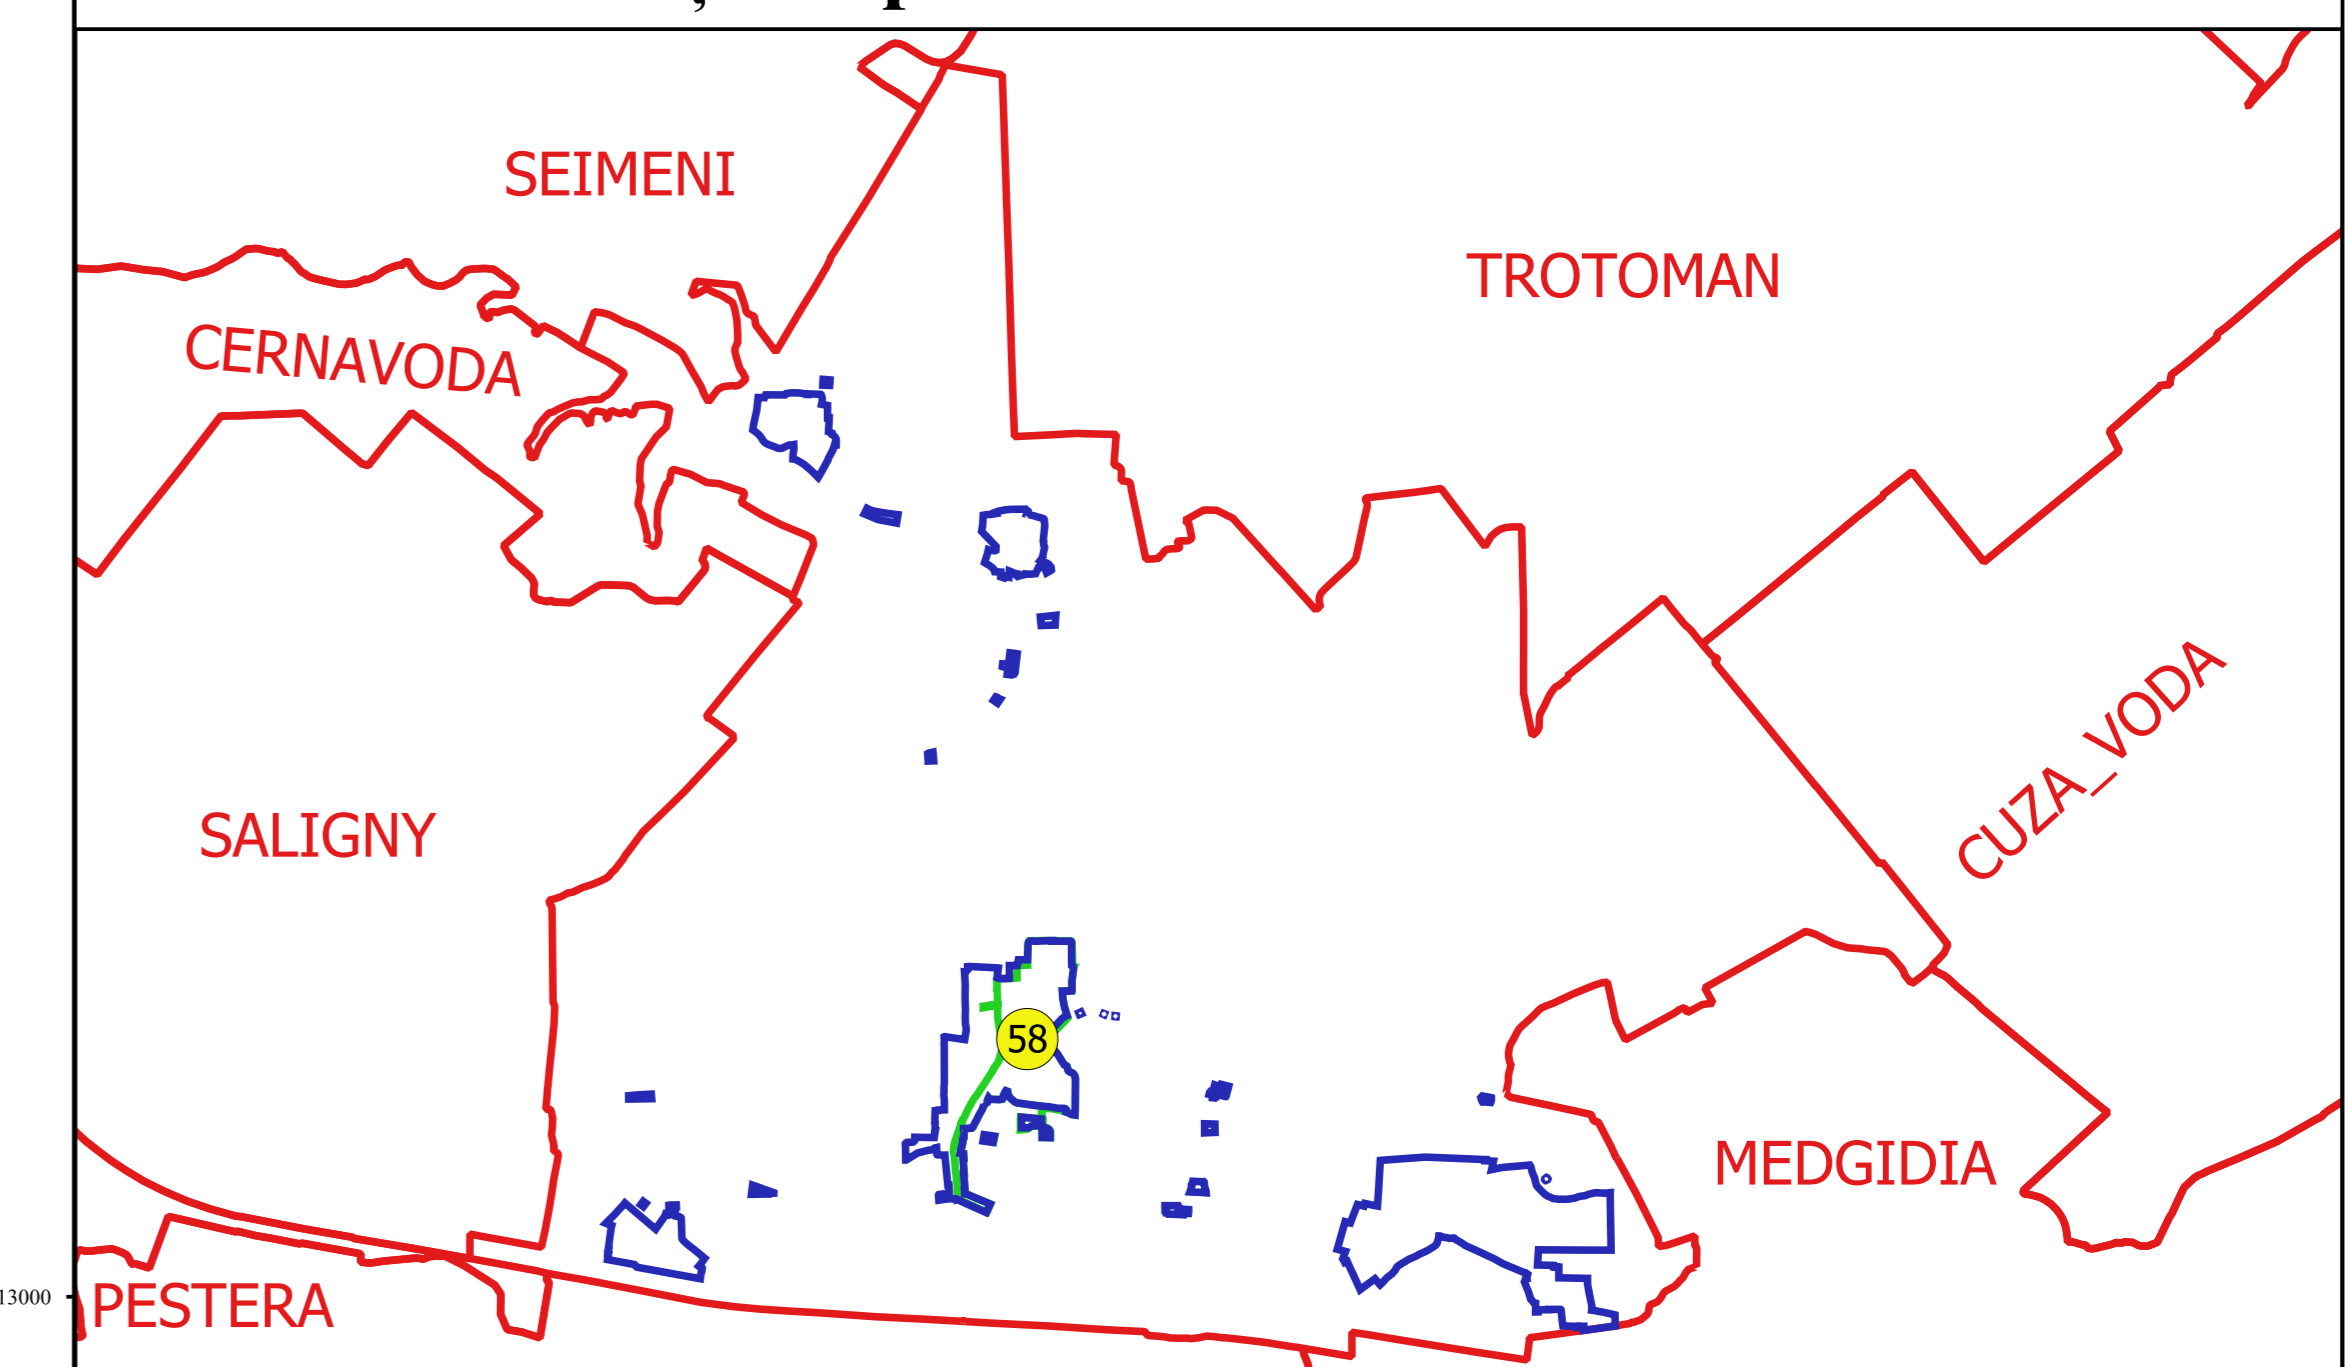 SEIMENI
TROTOMAN
CERNAVODA
CUZA_VODA
SALIGNY
58
MEDGIDIA
PESTERA
13000